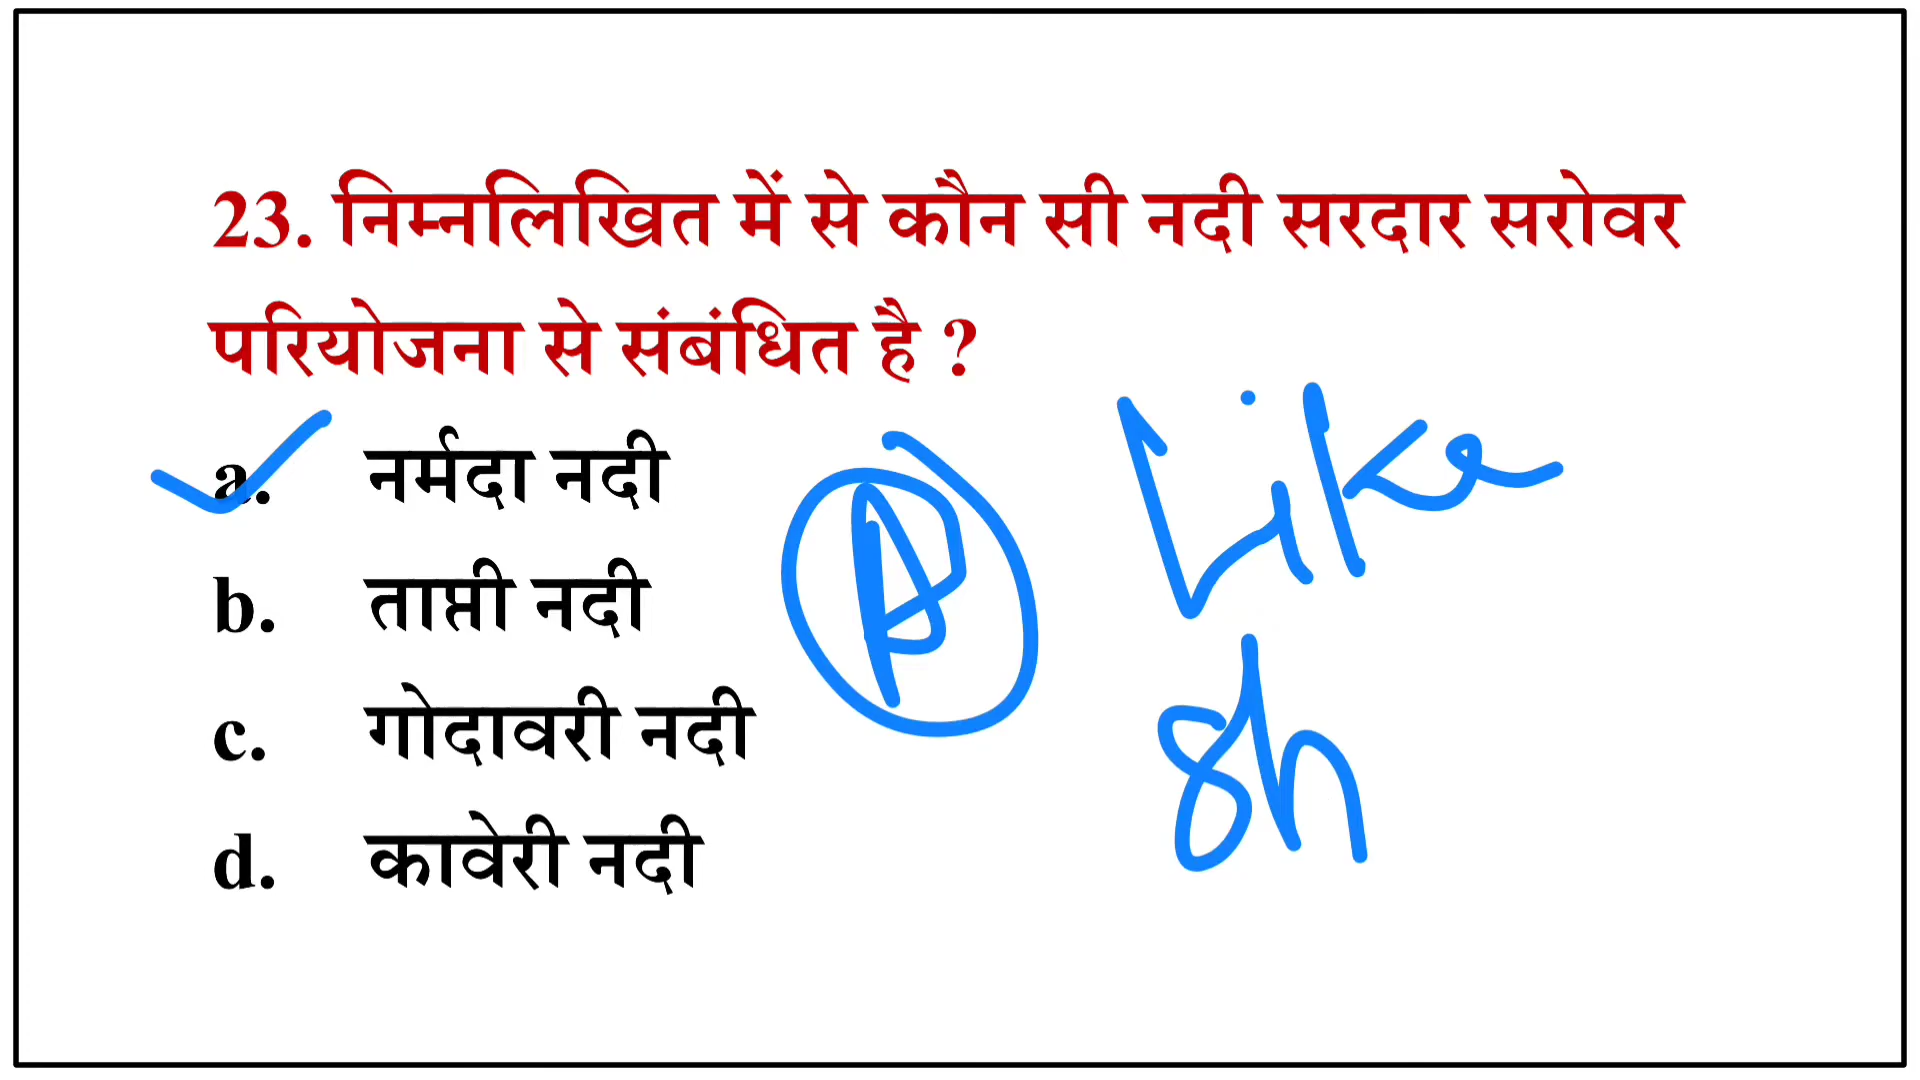 23. निम्नलिखित में से कौन सी नदी सरदार सरोवर
परियोजना से संबंधित है ?
a. नर्मदा नदी
b. ताप्ती नदी
c. गोदावरी नदी
d. कावेरी नदी
A
Like
Sh